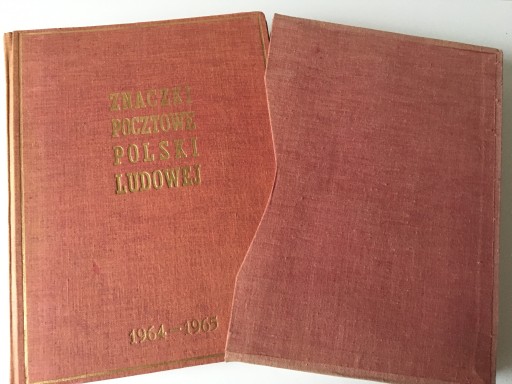 ZNACZKI
POCZTOWE
POLSKI
LUDOWEJ
1964 - 1965